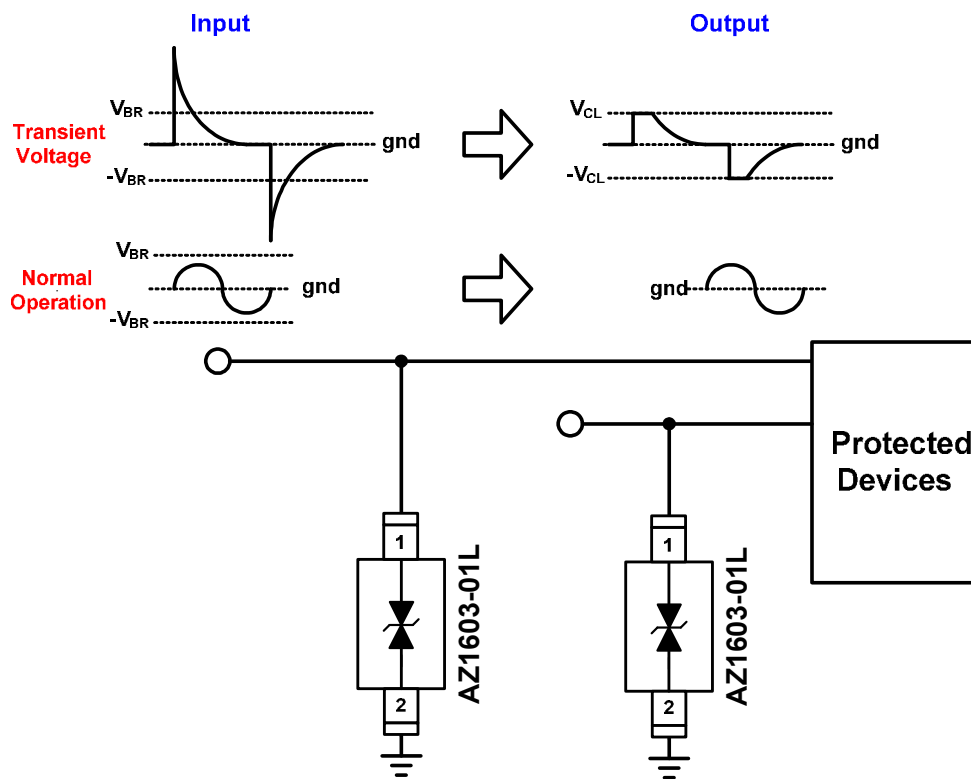 Input
Output
VBR
VCL
Transient
Voltage
gnd
gnd
-VBR
-VCL
VBR
Normal
Operation
gnd
gnd
-VBR
Protected
Devices
1
AZ1603-01L
2
1
AZ1603-01L
2